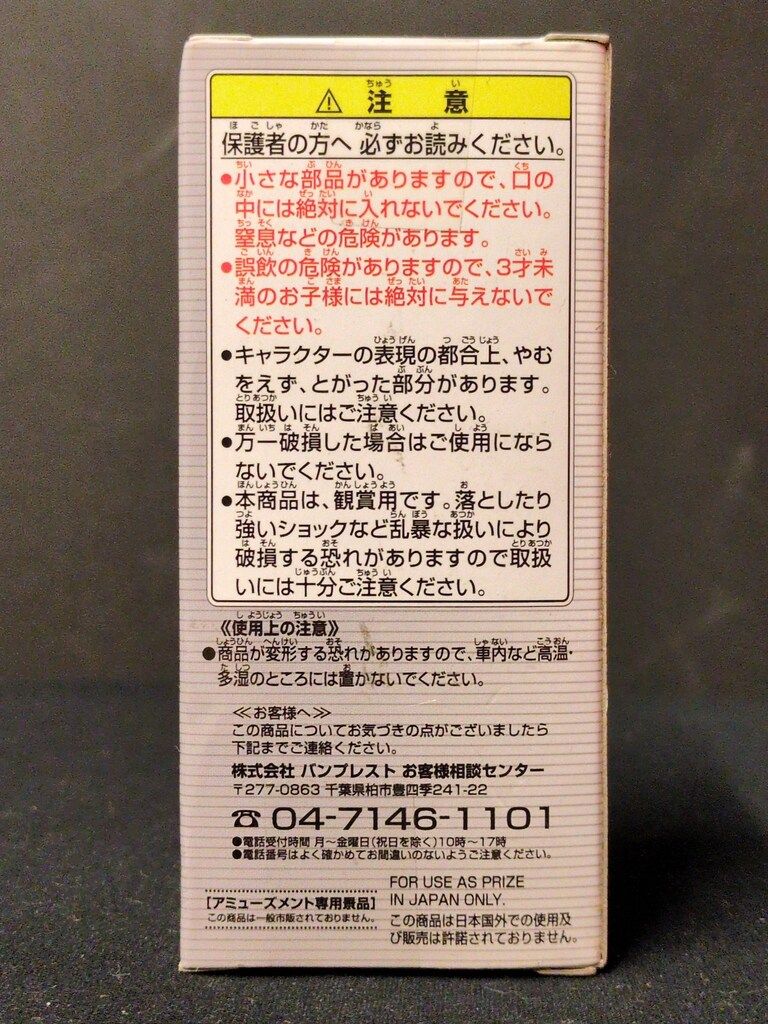 ⚠ 注意
保護者の方へ 必ずお読みください。
●小さな部品がありますので、口の
中には絶対に入れないでください。
窒息などの危険があります。
●誤飲の危険がありますので、3才未
満のお子様には絶対に与えないで
ください。
●キャラクターの表現の都合上、やむ
をえず、とがった部分があります。
取扱いにはご注意ください。
●万一破損した場合はご使用になら
ないでください。
●本商品は、観賞用です。落としたり
強いショックなど乱暴な扱いにより
破損する恐れがありますので取扱
いには十分ご注意ください。
《使用上の注意》
●商品が変形する恐れがありますので、車内など高温・
多湿のところには置かないでください。
≪お客様へ≫
この商品についてお気づきの点がございましたら
下記までご連絡ください。
株式会社 バンプレスト お客様相談センター
〒277-0863 千葉県柏市豊四季241-22
☎ 04-7146-1101
●電話受付時間 月～金曜日(祝日を除く)10時～17時
●電話番号はよく確かめてお間違いのないようご注意ください。
[アミューズメント専用景品]
この商品は一般市販されておりません。
FOR USE AS PRIZE
IN JAPAN ONLY.
この商品は日本国外での使用及
び販売は許諾されておりません。